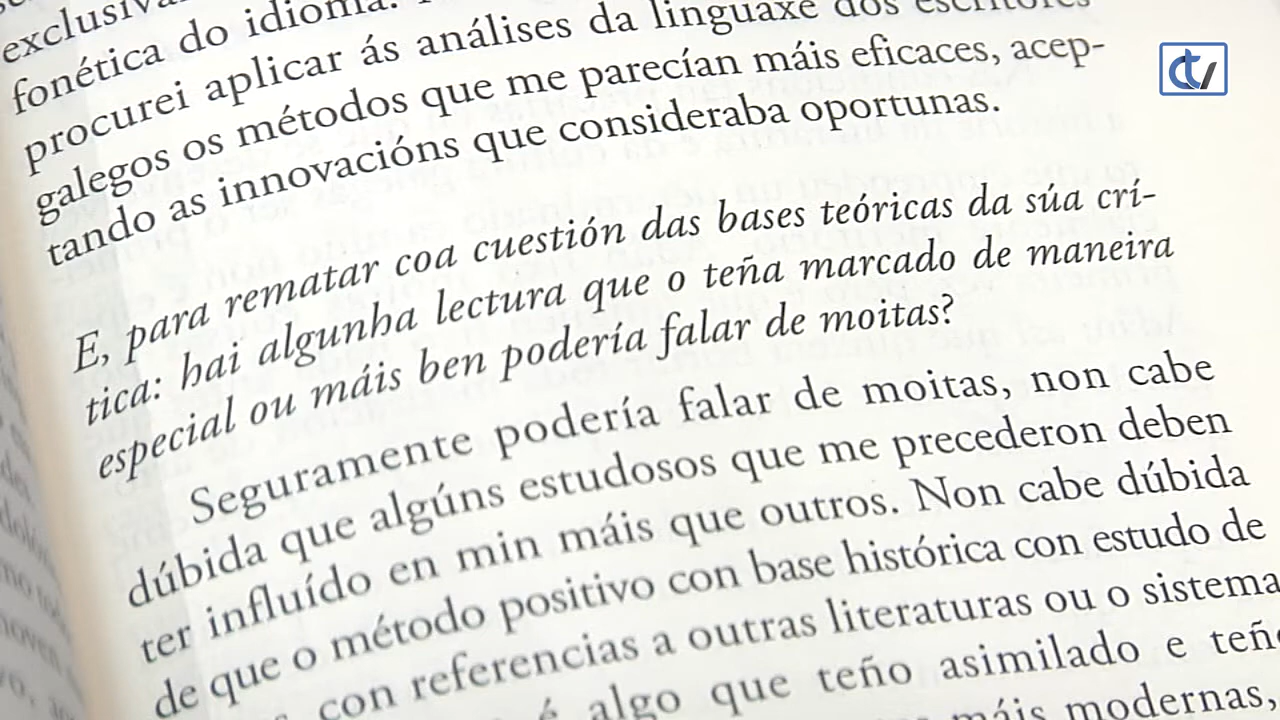 fonética do idioma.
procurei aplicar ás análises da linguaxe dos escritores
galegos os métodos que me parecían máis eficaces, acep-
tando as innovacións que consideraba oportunas.
E, para rematar coa cuestión das bases teóricas da súa crí-
tica: hai algunha lectura que o teña marcado de maneira
especial ou máis ben podería falar de moitas?
Seguramente podería falar de moitas, non cabe
dúbida que algúns estudosos que me precederon deben
ter influído en min máis que outros. Non cabe dúbida
de que o método positivo con base histórica con estudo de
con referencias a outras literaturas ou o sistema
é algo que teño asimilado e
máis modernas,
ctv